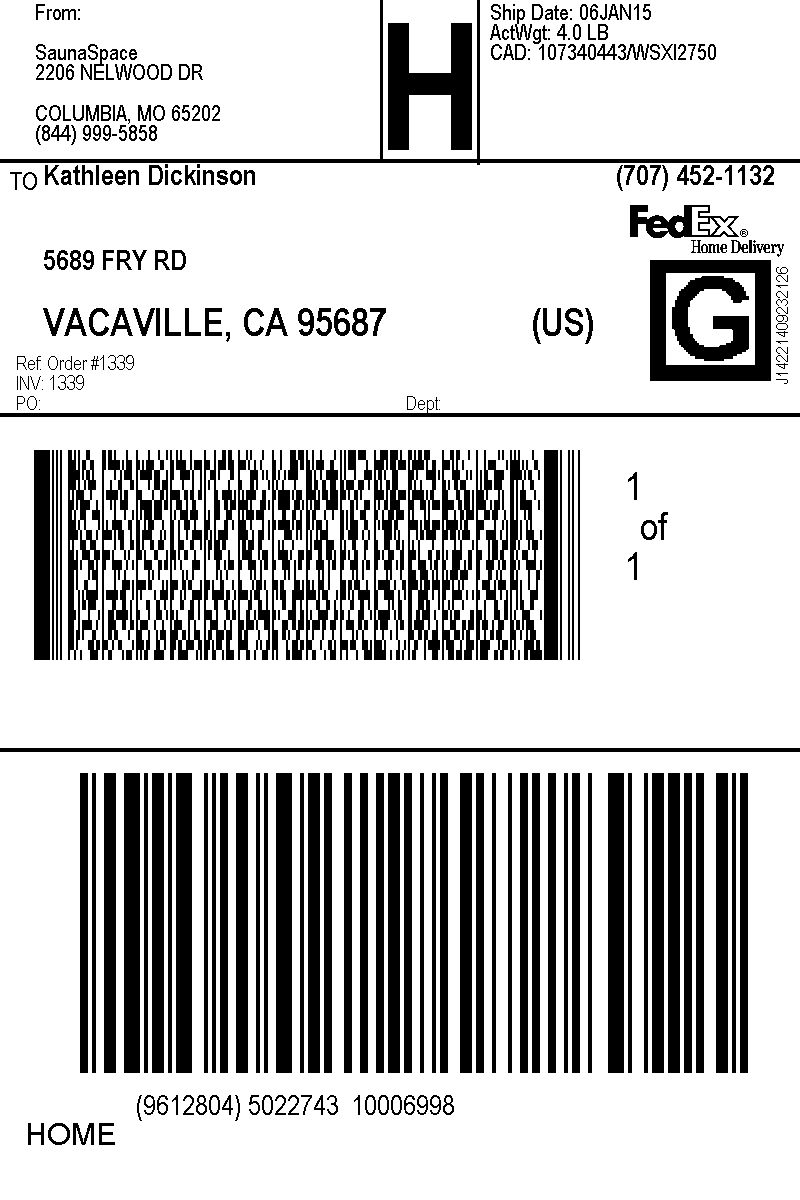 From:
SaunaSpace
2206 NELWOOD DR
COLUMBIA, MO 65202
(844) 999-5858
H
Ship Date: 06JAN15
ActWgt: 4.0 LB
CAD: 107340443/WSXI2750
TO Kathleen Dickinson (707) 452-1132
FedEx®
Home Delivery
5689 FRY RD
VACAVILLE, CA 95687 (US)
G
J14221409232126
Ref: Order #1339
INV: 1339
PO: Dept:
1
of
1
(9612804) 5022743 10006998
HOME